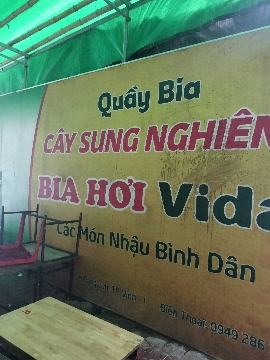 Quầy Bia
CÂY SUNG NGHIÊN
BIA HƠI Vida
Các Món Nhậu Bình Dân
Điện Thoại: 0949 286